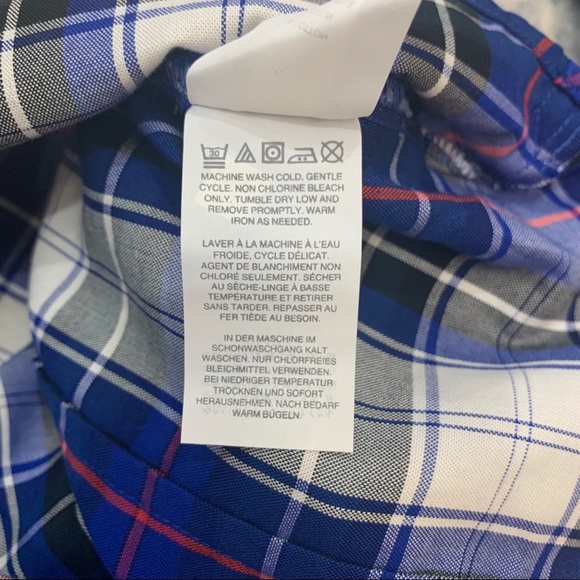 30
MACHINE WASH COLD, GENTLE
CYCLE. NON CHLORINE BLEACH
ONLY. TUMBLE DRY LOW AND
REMOVE PROMPTLY. WARM
IRON AS NEEDED.
LAVER À LA MACHINE À L'EAU
FROIDE, CYCLE DÉLICAT.
AGENT DE BLANCHIMENT NON
CHLORÉ SEULEMENT. SÉCHER
AU SÈCHE-LINGE À BASSE
TEMPÉRATURE ET RETIRER
SANS TARDER. REPASSER AU
FER TIÈDE AU BESOIN.
IN DER MASCHINE IM
SCHONWASCHGANG KALT
WASCHEN. NUR CHLORFREIES
BLEICHMITTEL VERWENDEN.
BEI NIEDRIGER TEMPERATUR
TROCKNEN UND SOFORT
HERAUSNEHMEN. NACH BEDARF
WARM BÜGELN.